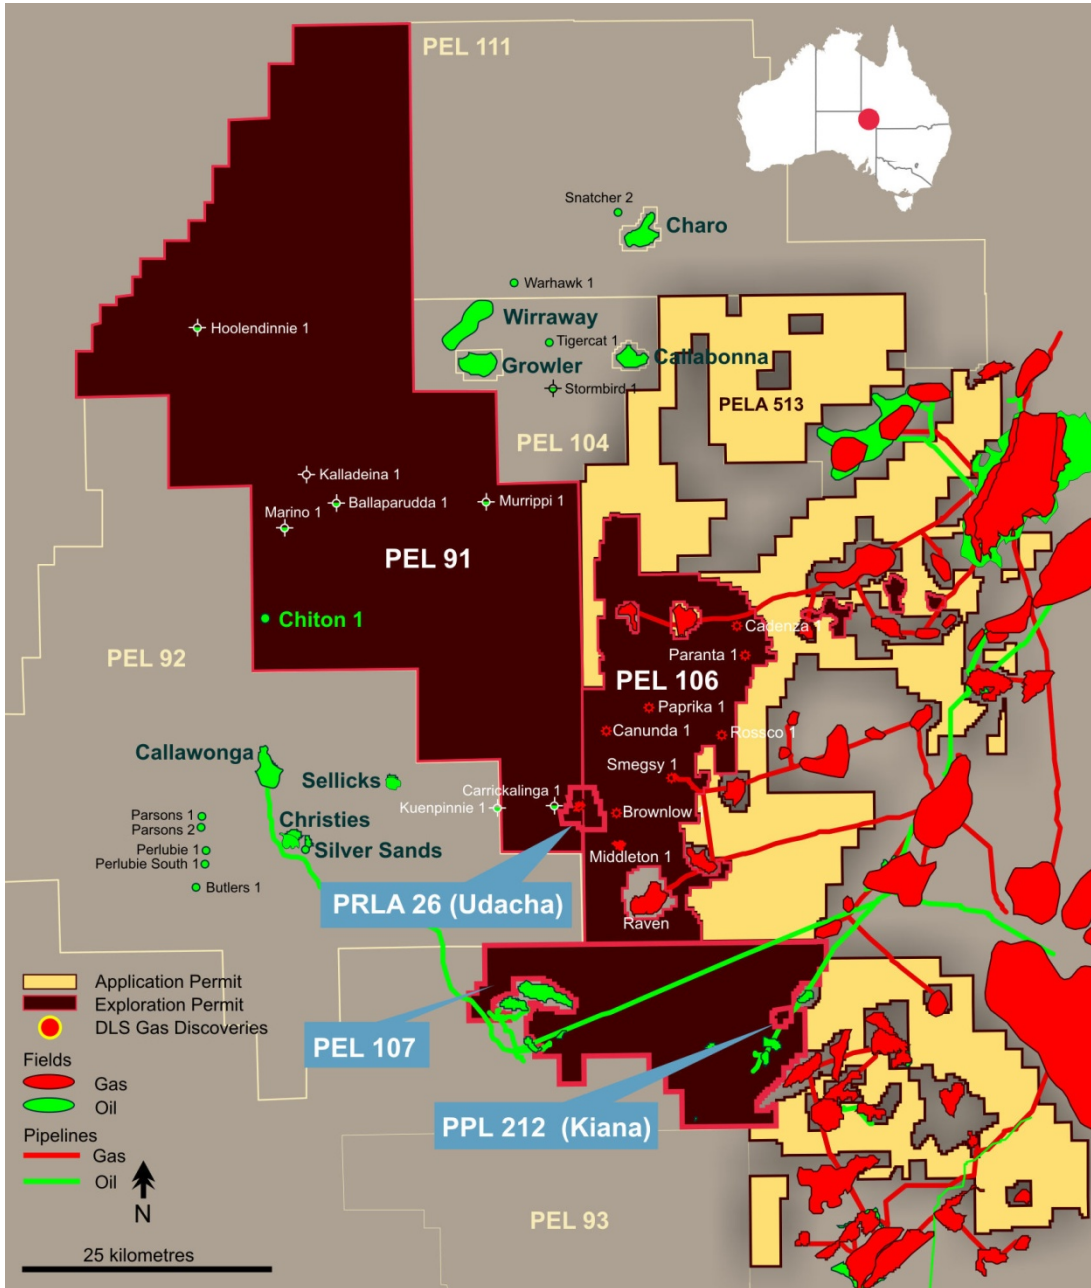 PEL 111
Snatcher 2
Charo
Warhawk 1
Wirraway
Tigercat 1
Growler
Callabonna
Stormbird 1
Hoolendinnie 1
PELA 513
PEL 104
Kalladeina 1
Ballaparudda 1
Murrippi 1
Marino 1
PEL 91
Chiton 1
Cadenza 1
PEL 92
Paranta 1
PEL 106
Paprika 1
Canunda 1
Rossco 1
Callawonga
Sellicks
Smegsy 1
Carrickalinga 1
Kuenpinnie 1
Brownlow
Parsons 1
Parsons 2
Christies
Silver Sands
Perlubie 1
Perlubie South 1
Middleton 1
Butlers 1
PRLA 26 (Udacha)
Raven
Application Permit
Exploration Permit
DLS Gas Discoveries
PEL 107
Fields
Gas
Oil
PPL 212 (Kiana)
Pipelines
Gas
Oil
N
PEL 93
25 kilometres